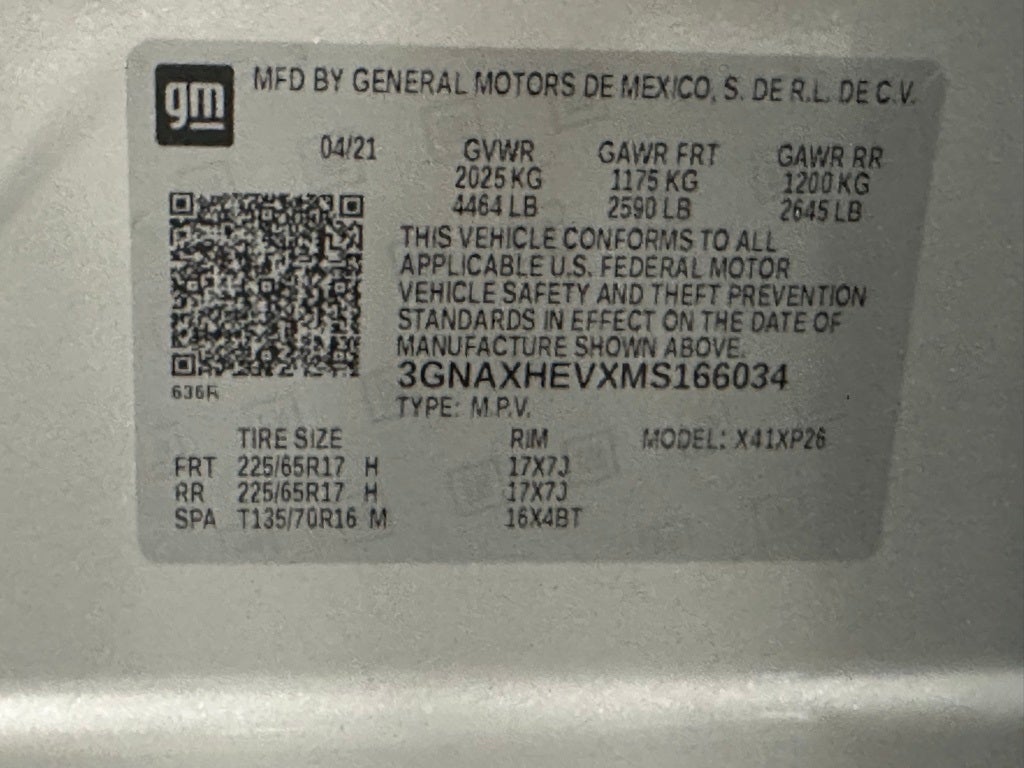 gm
MFD BY GENERAL MOTORS DE MEXICO, S. DE R.L. DE C.V.
04/21 GVWR GAWR FRT GAWR RR
2025 KG 1175 KG 1200 KG
4464 LB 2590 LB 2645 LB
THIS VEHICLE CONFORMS TO ALL
APPLICABLE U.S. FEDERAL MOTOR
VEHICLE SAFETY AND THEFT PREVENTION
STANDARDS IN EFFECT ON THE DATE OF
MANUFACTURE SHOWN ABOVE.
3GNAXHEVXMS166034
636R
TYPE: M.P.V.
TIRE SIZE RIM MODEL: X41XP26
FRT 225/65R17 H 17X7J
RR 225/65R17 H 17X7J
SPA T135/70R16 M 16X4BT